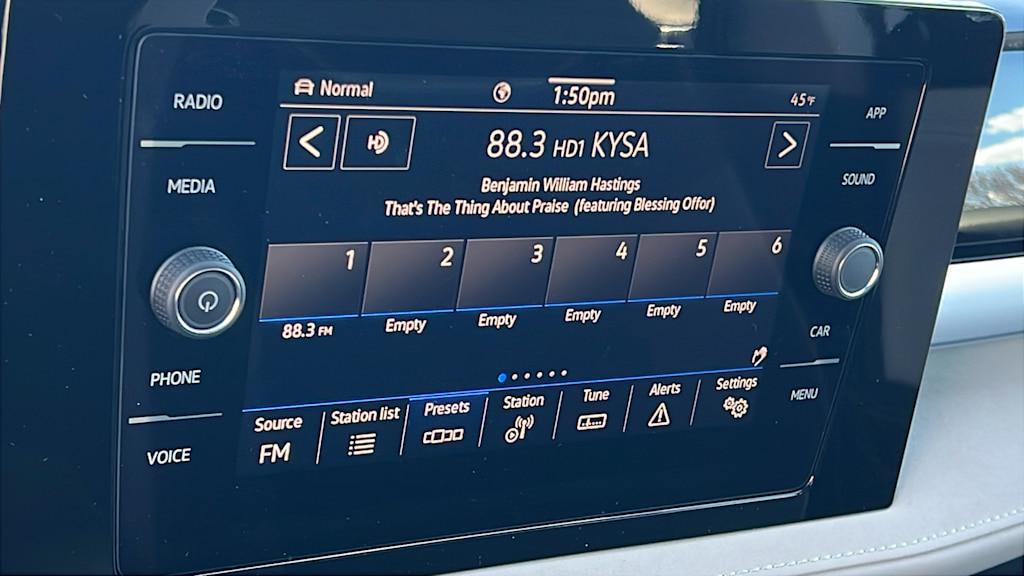 RADIO
MEDIA
PHONE
VOICE
Normal
1:50pm
45°F
HD
88.3 HD1 KYSA
Benjamin William Hastings
That's The Thing About Praise (featuring Blessing Offor)
1 2 3 4 5 6
88.3 FM Empty Empty Empty Empty Empty
Source Station list Presets Station Tune Alerts Settings
FM
APP
SOUND
CAR
MENU